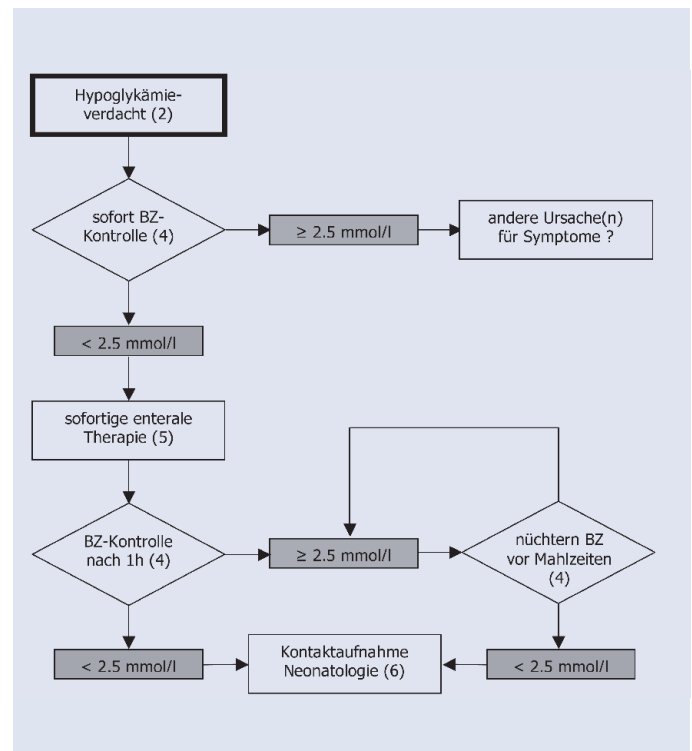 Hypoglykämie-
verdacht (2)
sofort BZ-
Kontrolle (4)
≥ 2.5 mmol/l
andere Ursache(n)
für Symptome ?
< 2.5 mmol/l
sofortige enterale
Therapie (5)
BZ-Kontrolle
nach 1h (4)
≥ 2.5 mmol/l
nüchtern BZ
vor Mahlzeiten
(4)
< 2.5 mmol/l
Kontaktaufnahme
Neonatologie (6)
< 2.5 mmol/l